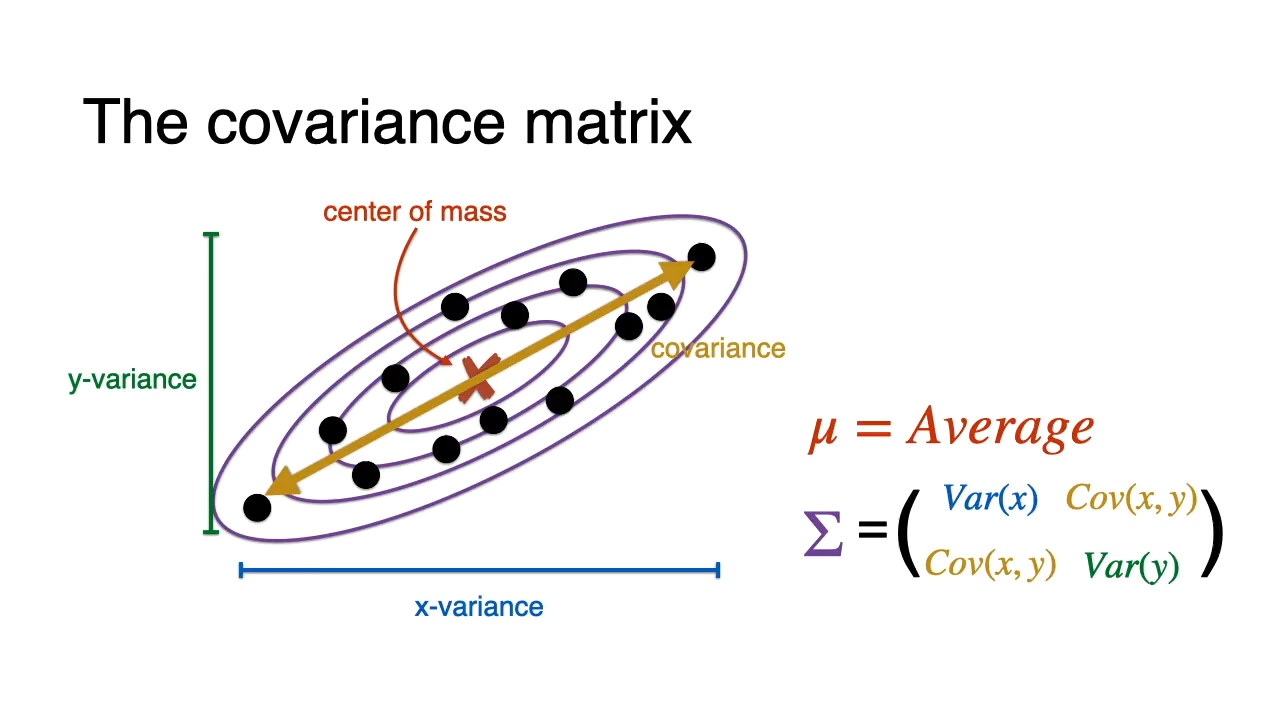 The covariance matrix
center of mass
covariance
y-variance
μ = Average
Σ = ( Var(x) Cov(x, y)
Cov(x, y) Var(y) )
x-variance